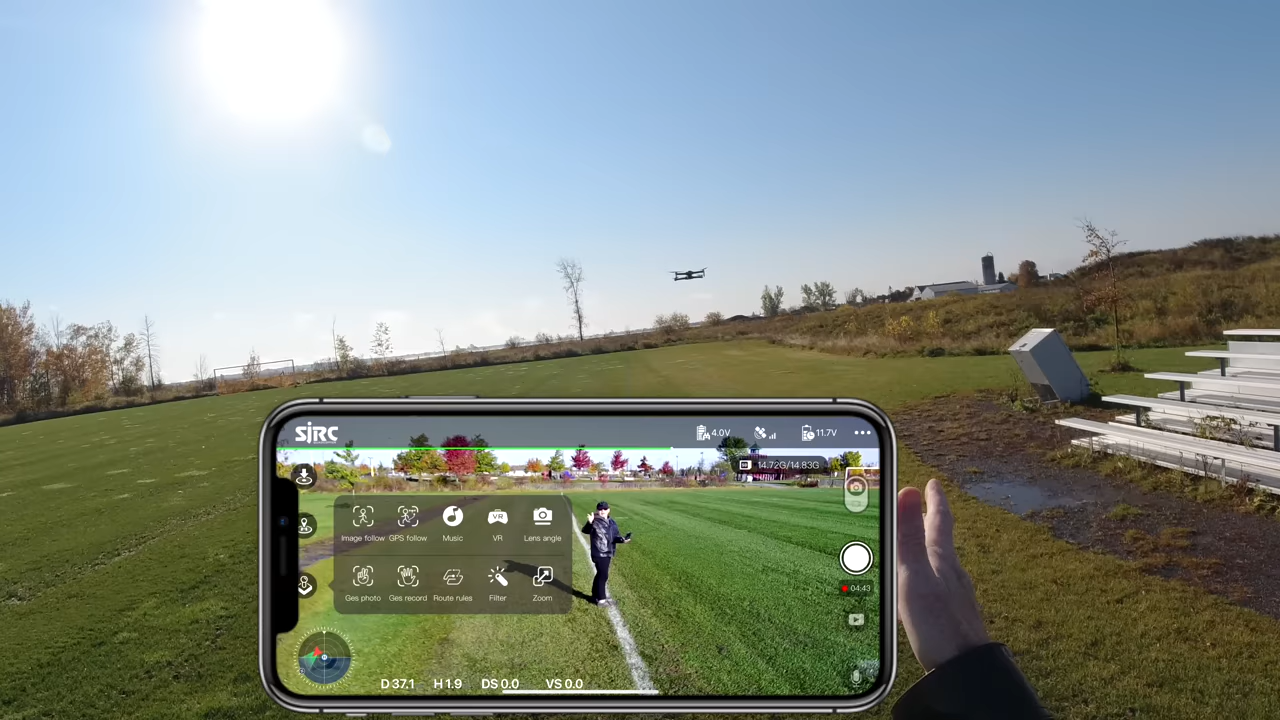 SJRC
4.0V
11.7V
14.72G/14.83G
Image follow GPS follow Music VR Lens angle
VR
Ges photo Ges record Route rules Filter Zoom
04:43
D 37.1 H 1.9 DS 0.0 VS 0.0